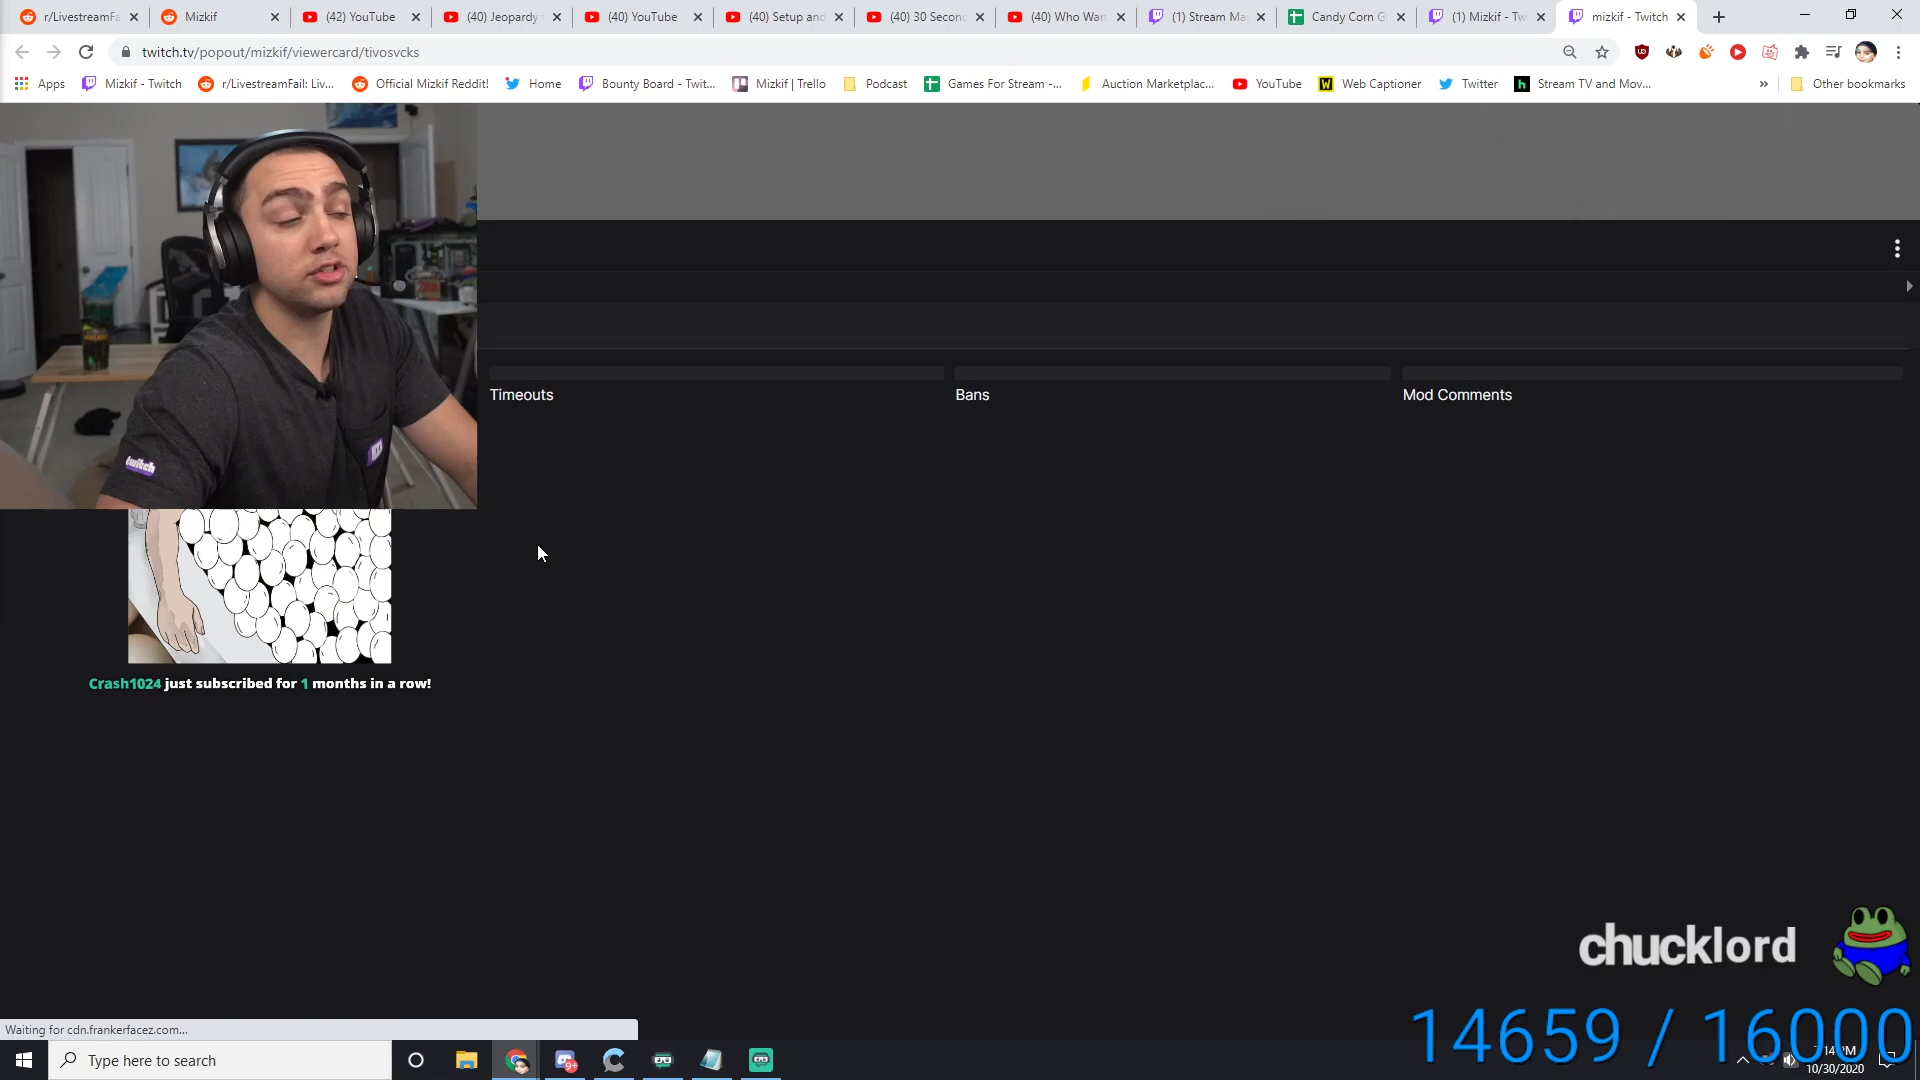 r/LivestreamFa
Mizkif
(42) YouTube
(40) Jeopardy
(40) YouTube
(40) Setup and
(40) 30 Secon
(40) Who Wan
(1) Stream Ma
Candy Corn G
(1) Mizkif - Tw
mizkif - Twitch
twitch.tv/popout/mizkif/viewercard/tivosvcks
Apps
Mizkif - Twitch
r/LivestreamFail: Liv...
Official Mizkif Reddit!
Home
Bounty Board - Twit...
Mizkif | Trello
Podcast
Games For Stream -...
Auction Marketplac...
YouTube
Web Captioner
Twitter
Stream TV and Mov...
»
Other bookmarks
Timeouts
Bans
Mod Comments
twitch
Crash1024 just subscribed for 1 months in a row!
chucklord
14659 / 16000
Waiting for cdn.frankerfacez.com...
Type here to search
9+
10/30/2020